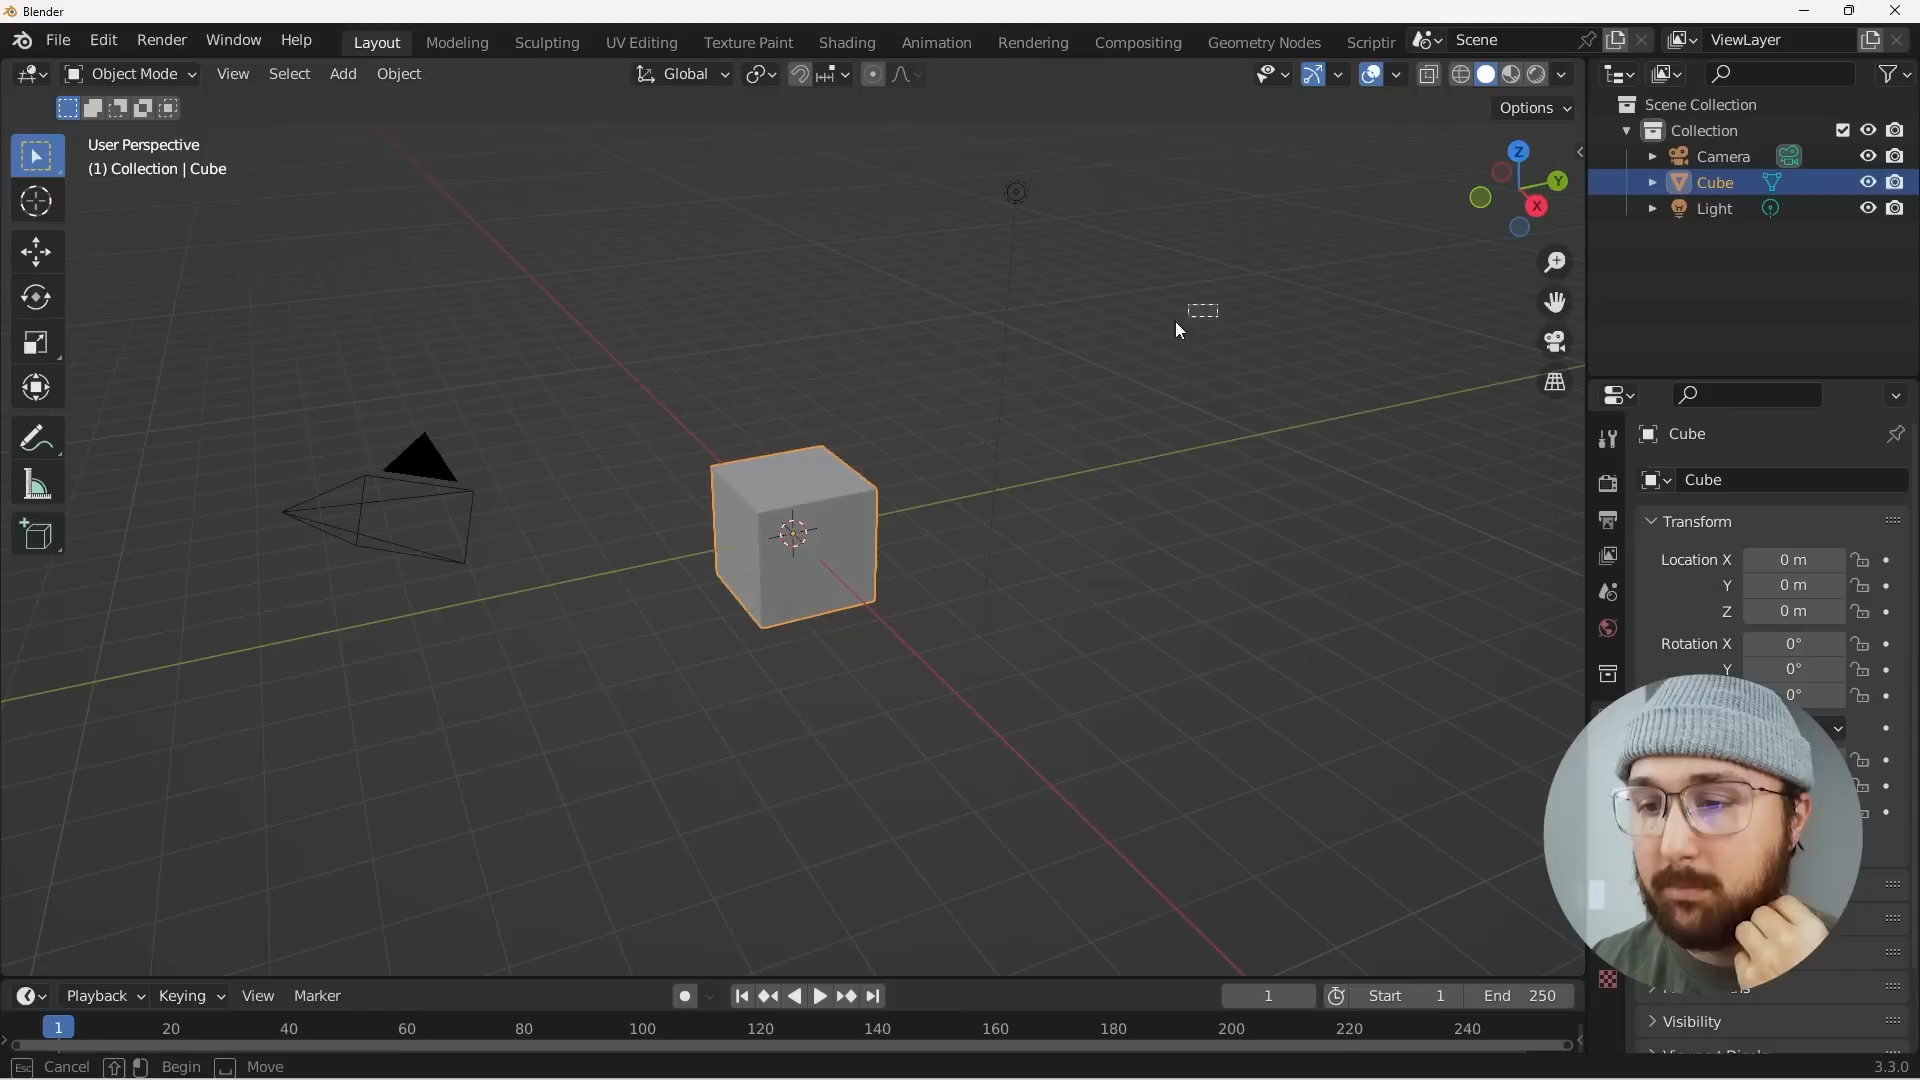 Blender
File Edit Render Window Help Layout Modeling Sculpting UV Editing Texture Paint Shading Animation Rendering Compositing Geometry Nodes Scriptin Scene ViewLayer
Object Mode View Select Add Object Global
Options
User Perspective
(1) Collection | Cube
Z
Y
X
Scene Collection
Collection
Camera
Cube
Light
Cube
Cube
Transform
Location X 0 m
Y 0 m
Z 0 m
Rotation X 0°
Y 0°
0°
Visibility
Playback Keying View Marker 1 Start 1 End 250
1 20 40 60 80 100 120 140 160 180 200 220 240
Esc Cancel Begin Move 3.3.0